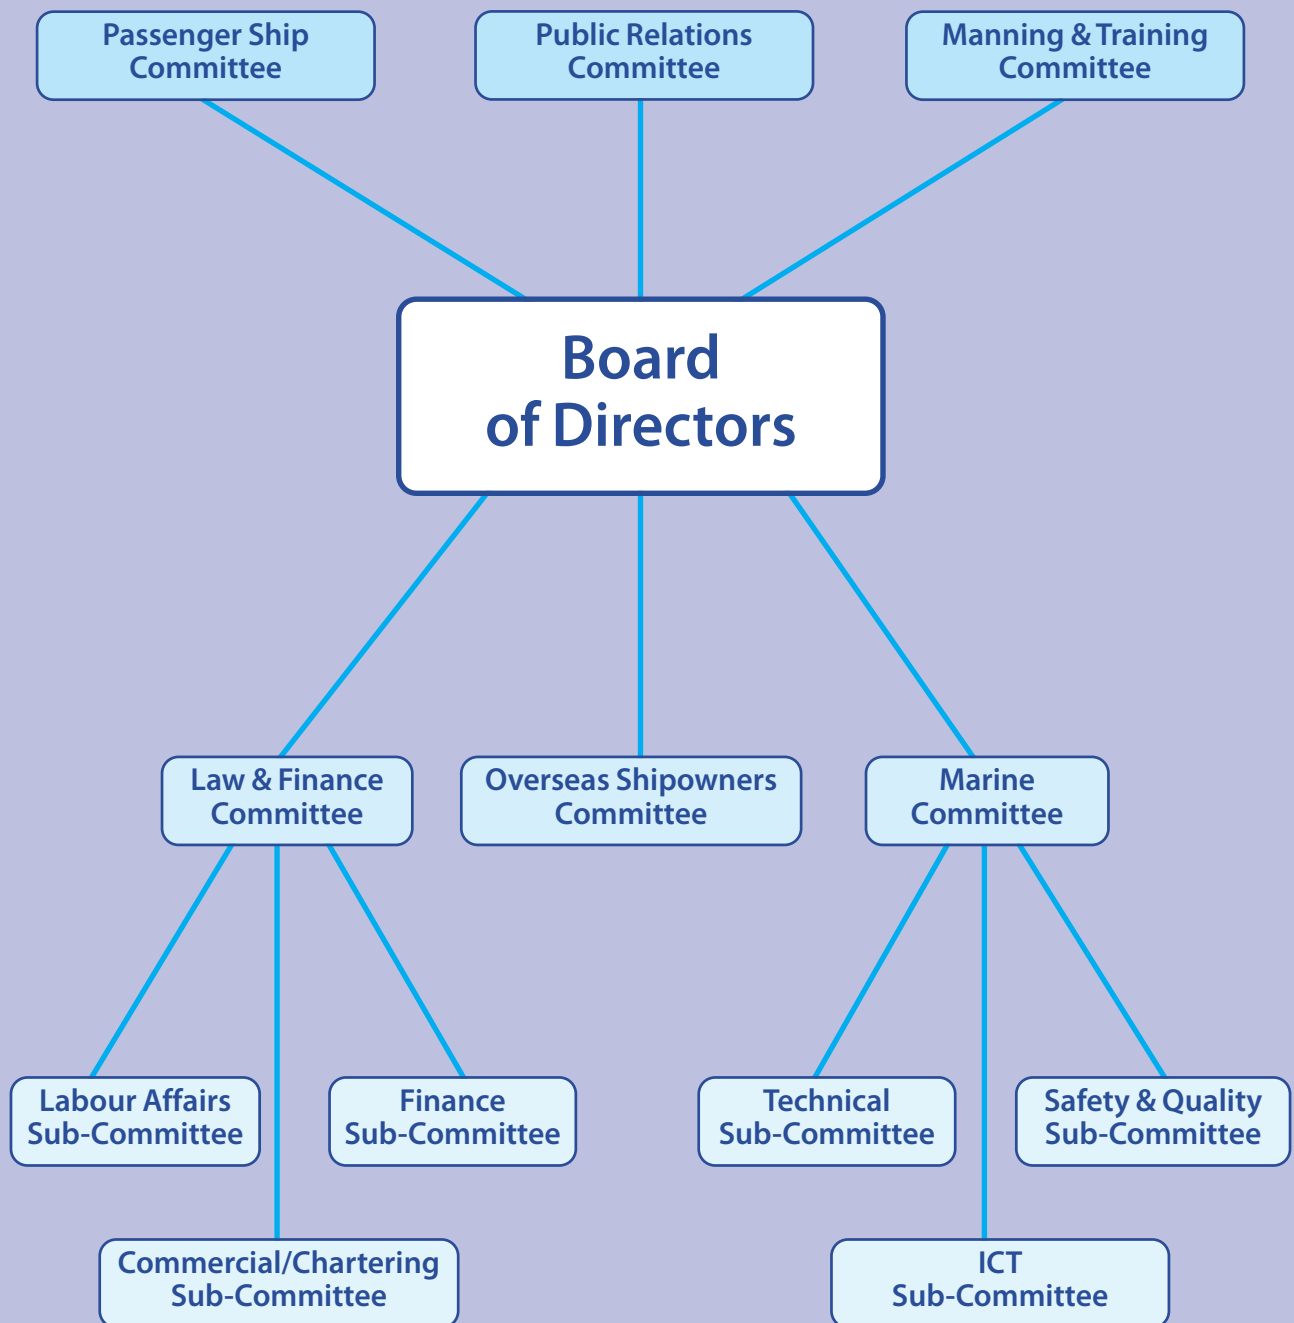 Passenger Ship
Committee
Public Relations
Committee
Manning & Training
Committee
Board
of Directors
Law & Finance
Committee
Overseas Shipowners
Committee
Marine
Committee
Labour Affairs
Sub-Committee
Finance
Sub-Committee
Technical
Sub-Committee
Safety & Quality
Sub-Committee
Commercial/Chartering
Sub-Committee
ICT
Sub-Committee